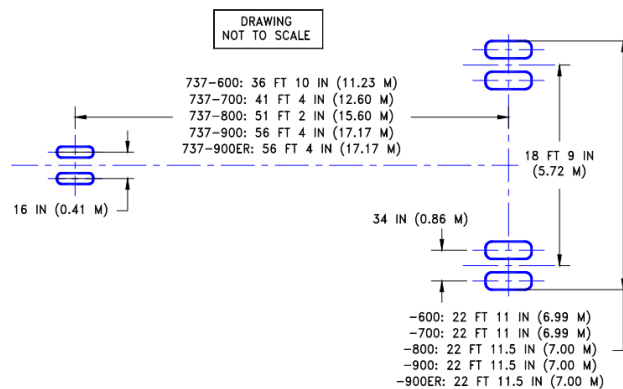 DRAWING
NOT TO SCALE
737-600: 36 FT 10 IN (11.23 M)
737-700: 41 FT 4 IN (12.60 M)
737-800: 51 FT 2 IN (15.60 M)
737-900: 56 FT 4 IN (17.17 M)
737-900ER: 56 FT 4 IN (17.17 M)
18 FT 9 IN
(5.72 M)
16 IN (0.41 M)
34 IN (0.86 M)
-600: 22 FT 11 IN (6.99 M)
-700: 22 FT 11 IN (6.99 M)
-800: 22 FT 11.5 IN (7.00 M)
-900: 22 FT 11.5 IN (7.00 M)
-900ER: 22 FT 11.5 IN (7.00 M)